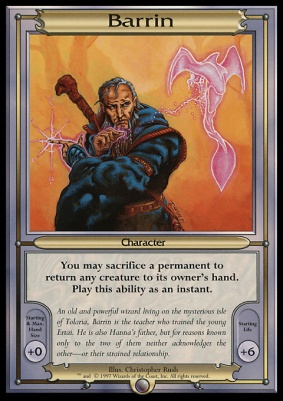 Barrin
Character
You may sacrifice a permanent to
return any creature to its owner's hand.
Play this ability as an instant.
Starting
& Max.
Hand
Size
+0
An old and powerful wizard living on the mysterious isle
of Tolaria, Barrin is the teacher who trained the young
Ertai. He is also Hanna's father, but for reasons known
only to the two of them neither acknowledges the
other—or their strained relationship.
Starting
Life
+6
Illus. Christopher Rush
™ and © 1997 Wizards of the Coast, Inc. All rights reserved.